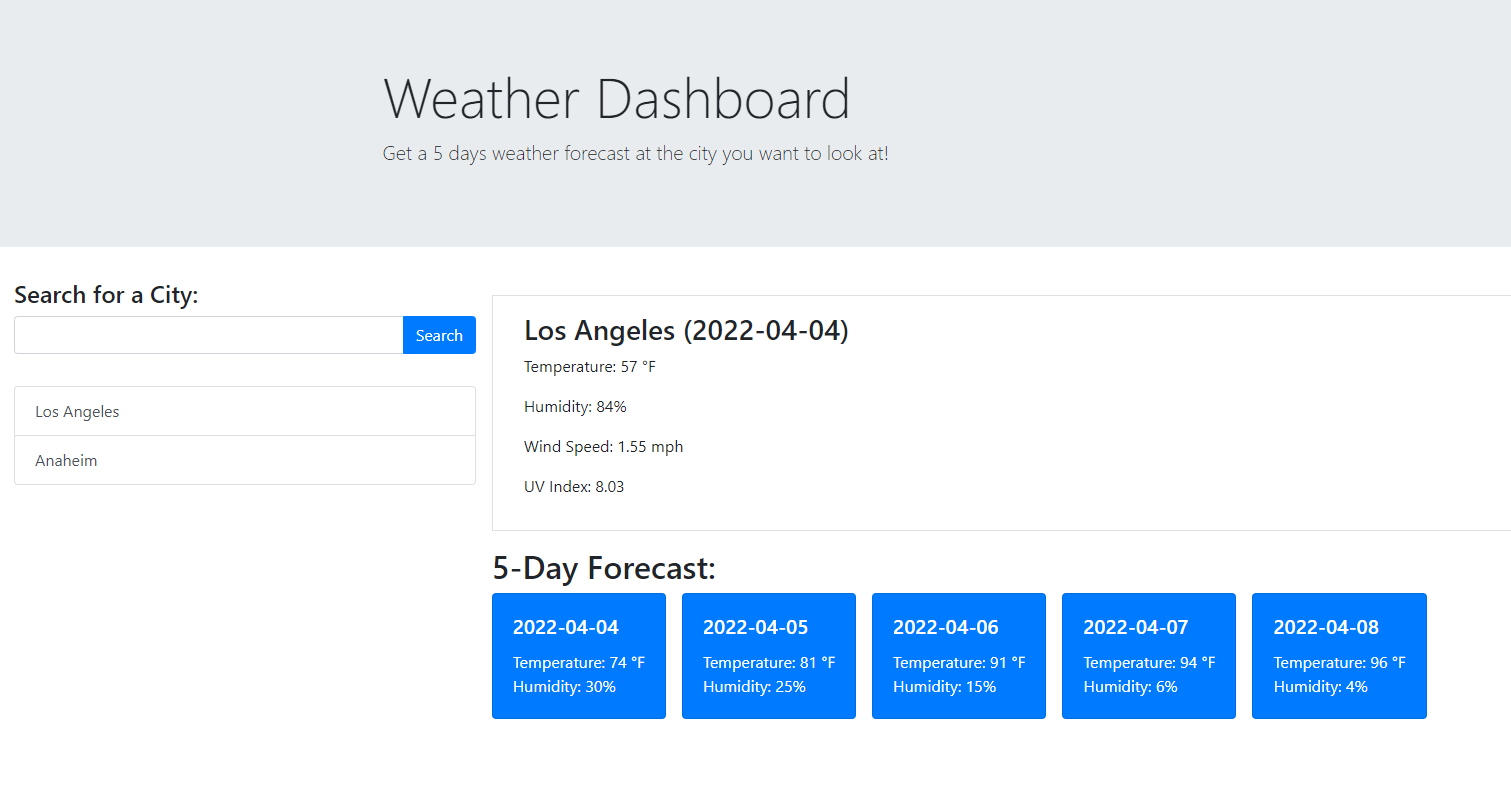 Weather Dashboard
Get a 5 days weather forecast at the city you want to look at!
Search for a City:
Search
Los Angeles
Anaheim
Los Angeles (2022-04-04)
Temperature: 57 °F
Humidity: 84%
Wind Speed: 1.55 mph
UV Index: 8.03
5-Day Forecast:
2022-04-04
Temperature: 74 °F
Humidity: 30%
2022-04-05
Temperature: 81 °F
Humidity: 25%
2022-04-06
Temperature: 91 °F
Humidity: 15%
2022-04-07
Temperature: 94 °F
Humidity: 6%
2022-04-08
Temperature: 96 °F
Humidity: 4%